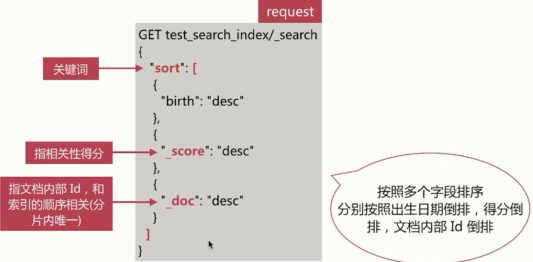 request
GET test_search_index/_search
{
关键词
"sort": [
{
"birth": "desc"
},
{
指相关性得分
"_score": "desc"
},
{
指文档内部 Id，和
索引的顺序相关(分
片内唯一)
"_doc": "desc"
}
]
}
按照多个字段排序
分别按照出生日期倒排，得分倒
排，文档内部 Id 倒排